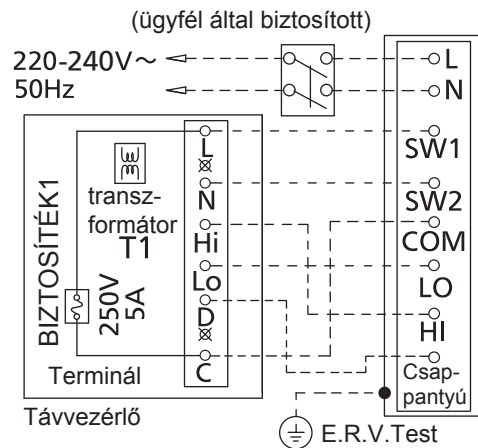 (ügyfél által biztosított)
220-240V~
50Hz
L
N
SW1
SW2
COM
LO
HI
Csap-
pantyú
BIZTOSÍTÉK1
250V
5A
transz-
formátor
T1
L
N
Hi
Lo
D
C
Terminál
Távvezérlő
E.R.V.Test